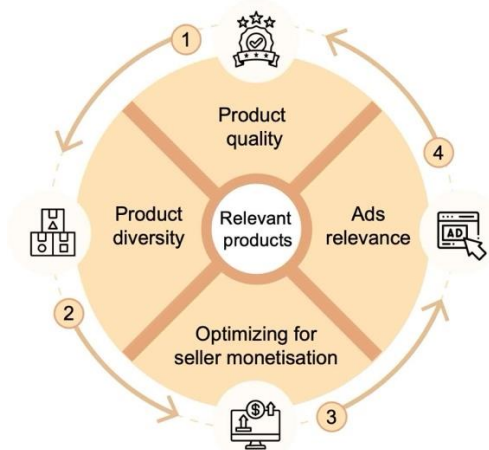 1
Product
quality
4
Product
diversity
Relevant
products
Ads
relevance
AD
2
Optimizing for
seller monetisation
$
3